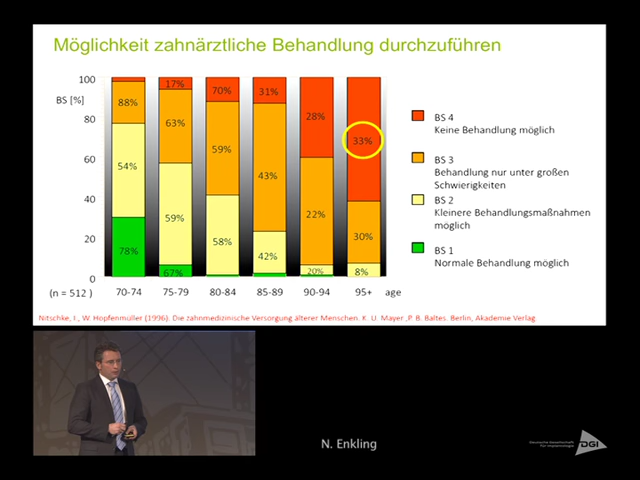 Möglichkeit zahnärztliche Behandlung durchzuführen
BS [%]
100
80
60
40
20
0
88%
54%
78%
17%
63%
59%
67%
70%
59%
58%
31%
43%
42%
28%
22%
20%
33%
30%
8%
(n = 512 )
70-74
75-79
80-84
85-89
90-94
95+
age
BS 4
Keine Behandlung möglich
BS 3
Behandlung nur unter großen
Schwierigkeiten
BS 2
Kleinere Behandlungsmaßnahmen
möglich
BS 1
Normale Behandlung möglich
Nitschke, I., W. Hopfenmüller (1996). Die zahnmedizinische Versorgung älterer Menschen. K. U. Mayer ,P. B. Baltes. Berlin, Akademie Verlag.
N. Enkling
Deutsche Gesellschaft
für Implantologie
DGI